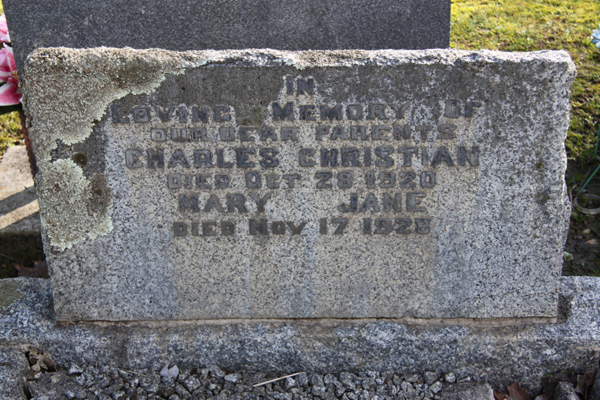 IN
LOVING MEMORY OF
OUR DEAR PARENTS
CHARLES CHRISTIAN
DIED OCT 28 1920
MARY JANE
DIED NOV 17 1928